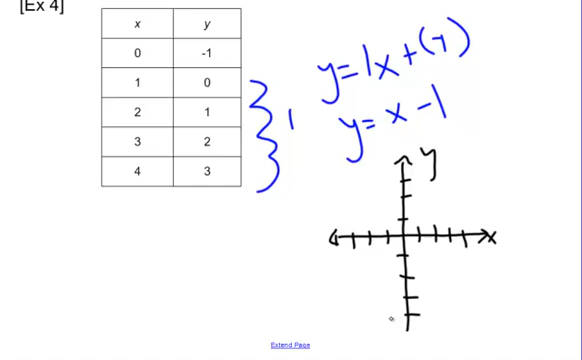 [Ex 4]
x y
0 -1
1 0
2 1
3 2
4 3
1
y=1x+(-1)
y=x-1
y
x
Extend Page